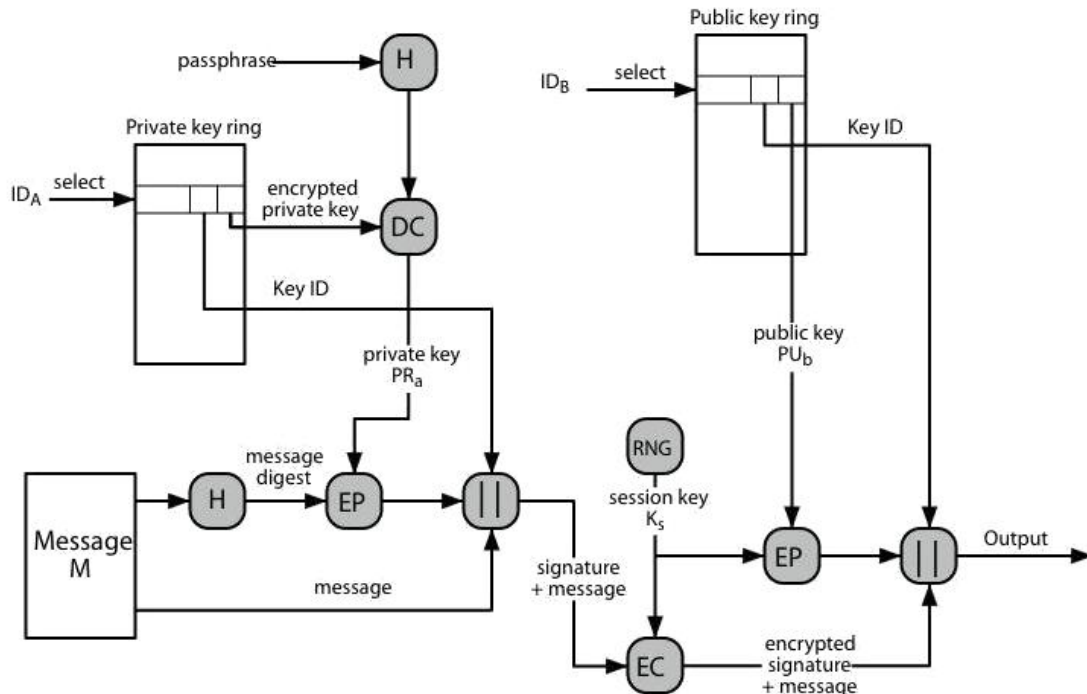 Public key ring
passphrase
H
ID_B
select
Key ID
Private key ring
ID_A
select
encrypted
private key
DC
Key ID
private key
PR_a
public key
PU_b
RNG
session key
K_s
Message
M
H
message
digest
EP
||
message
signature
+ message
EP
||
Output
EC
encrypted
signature
+ message